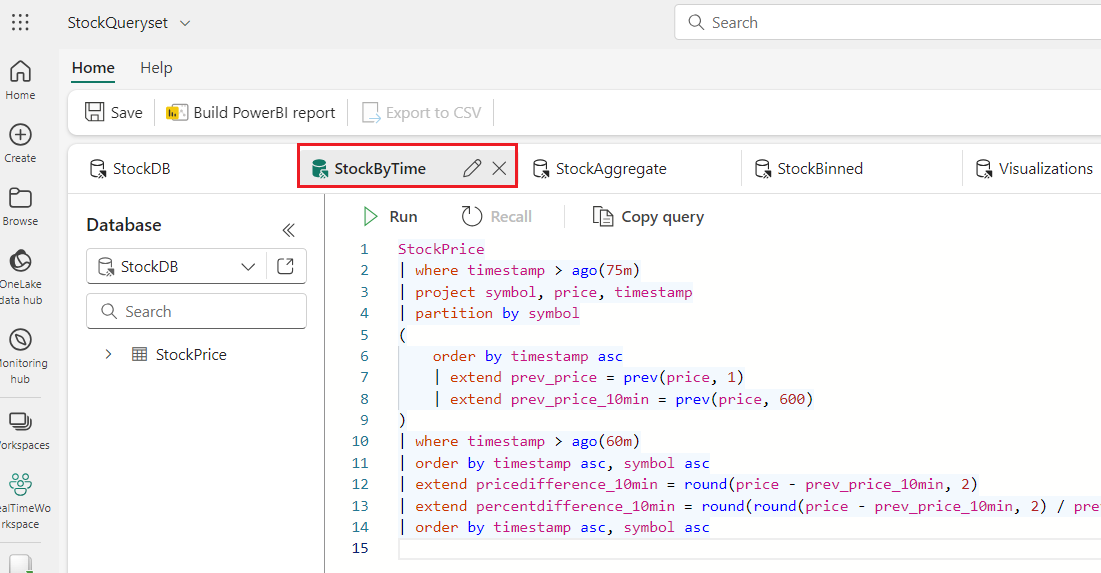 StockQueryset
Search
Home Help
Save Build PowerBI report Export to CSV
StockDB StockByTime StockAggregate StockBinned Visualizations
Home
Create
Browse
OneLake
data hub
Monitoring
hub
Workspaces
RealTimeWo
rkspace
Database
StockDB
Search
StockPrice
Run Recall Copy query
1 StockPrice
2 | where timestamp > ago(75m)
3 | project symbol, price, timestamp
4 | partition by symbol
5 (
6 order by timestamp asc
7 | extend prev_price = prev(price, 1)
8 | extend prev_price_10min = prev(price, 600)
9 )
10 | where timestamp > ago(60m)
11 | order by timestamp asc, symbol asc
12 | extend pricedifference_10min = round(price - prev_price_10min, 2)
13 | extend percentdifference_10min = round(round(price - prev_price_10min, 2) / prev
14 | order by timestamp asc, symbol asc
15